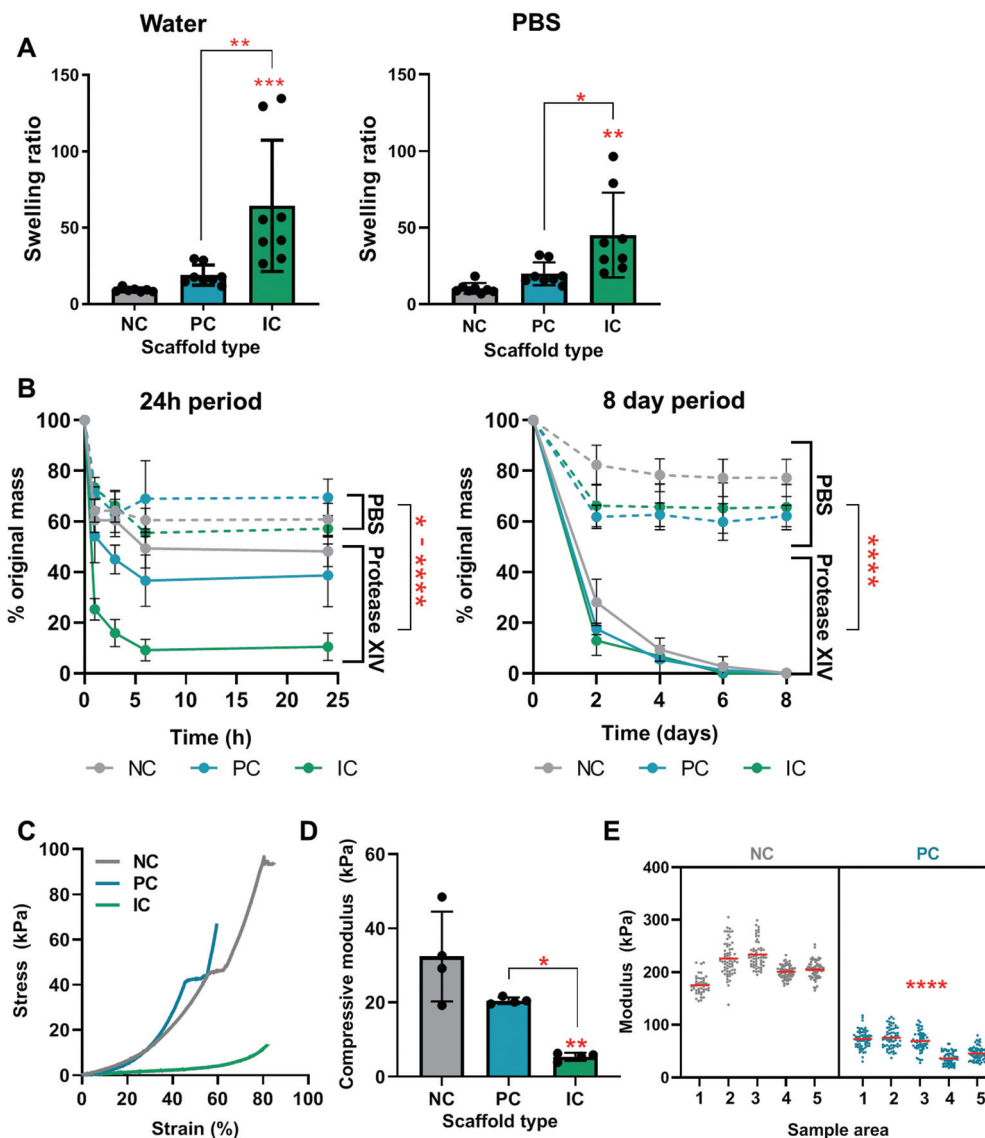 A
Water
PBS
**
***
*
**
Swelling ratio
150
100
50
0
NC PC IC
Scaffold type
Swelling ratio
150
100
50
0
NC PC IC
Scaffold type
B
24h period
8 day period
% original mass
100
80
60
40
20
0
0 5 10 15 20 25
Time (h)
PBS
Protease XIV
* - ****
NC PC IC
% original mass
100
80
60
40
20
0
0 2 4 6 8
Time (days)
PBS
Protease XIV
****
NC PC IC
C
Stress (kPa)
100
80
60
40
20
0
NC
PC
IC
0 20 40 60 80 100
Strain (%)
D
Compressive modulus (kPa)
60
40
20
0
*
**
NC PC IC
Scaffold type
E
NC PC
Modulus (kPa)
400
300
200
100
0
****
1 2 3 4 5 1 2 3 4 5
Sample area